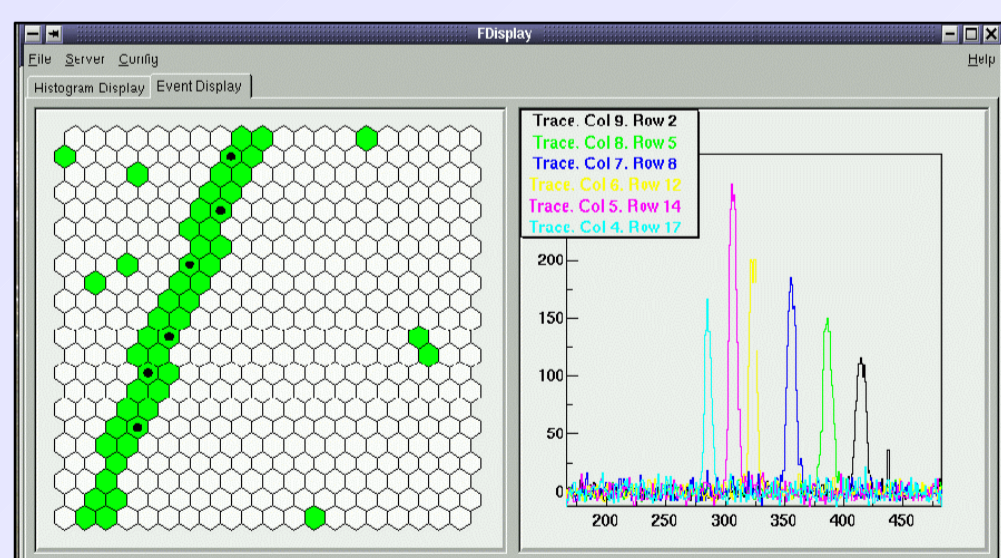 FDisplay
File Server Config Help
Histogram Display Event Display
Trace. Col 9. Row 2
Trace. Col 8. Row 5
Trace. Col 7. Row 8
Trace. Col 6. Row 12
Trace. Col 5. Row 14
Trace. Col 4. Row 17
200
150
100
50
0
200 250 300 350 400 450